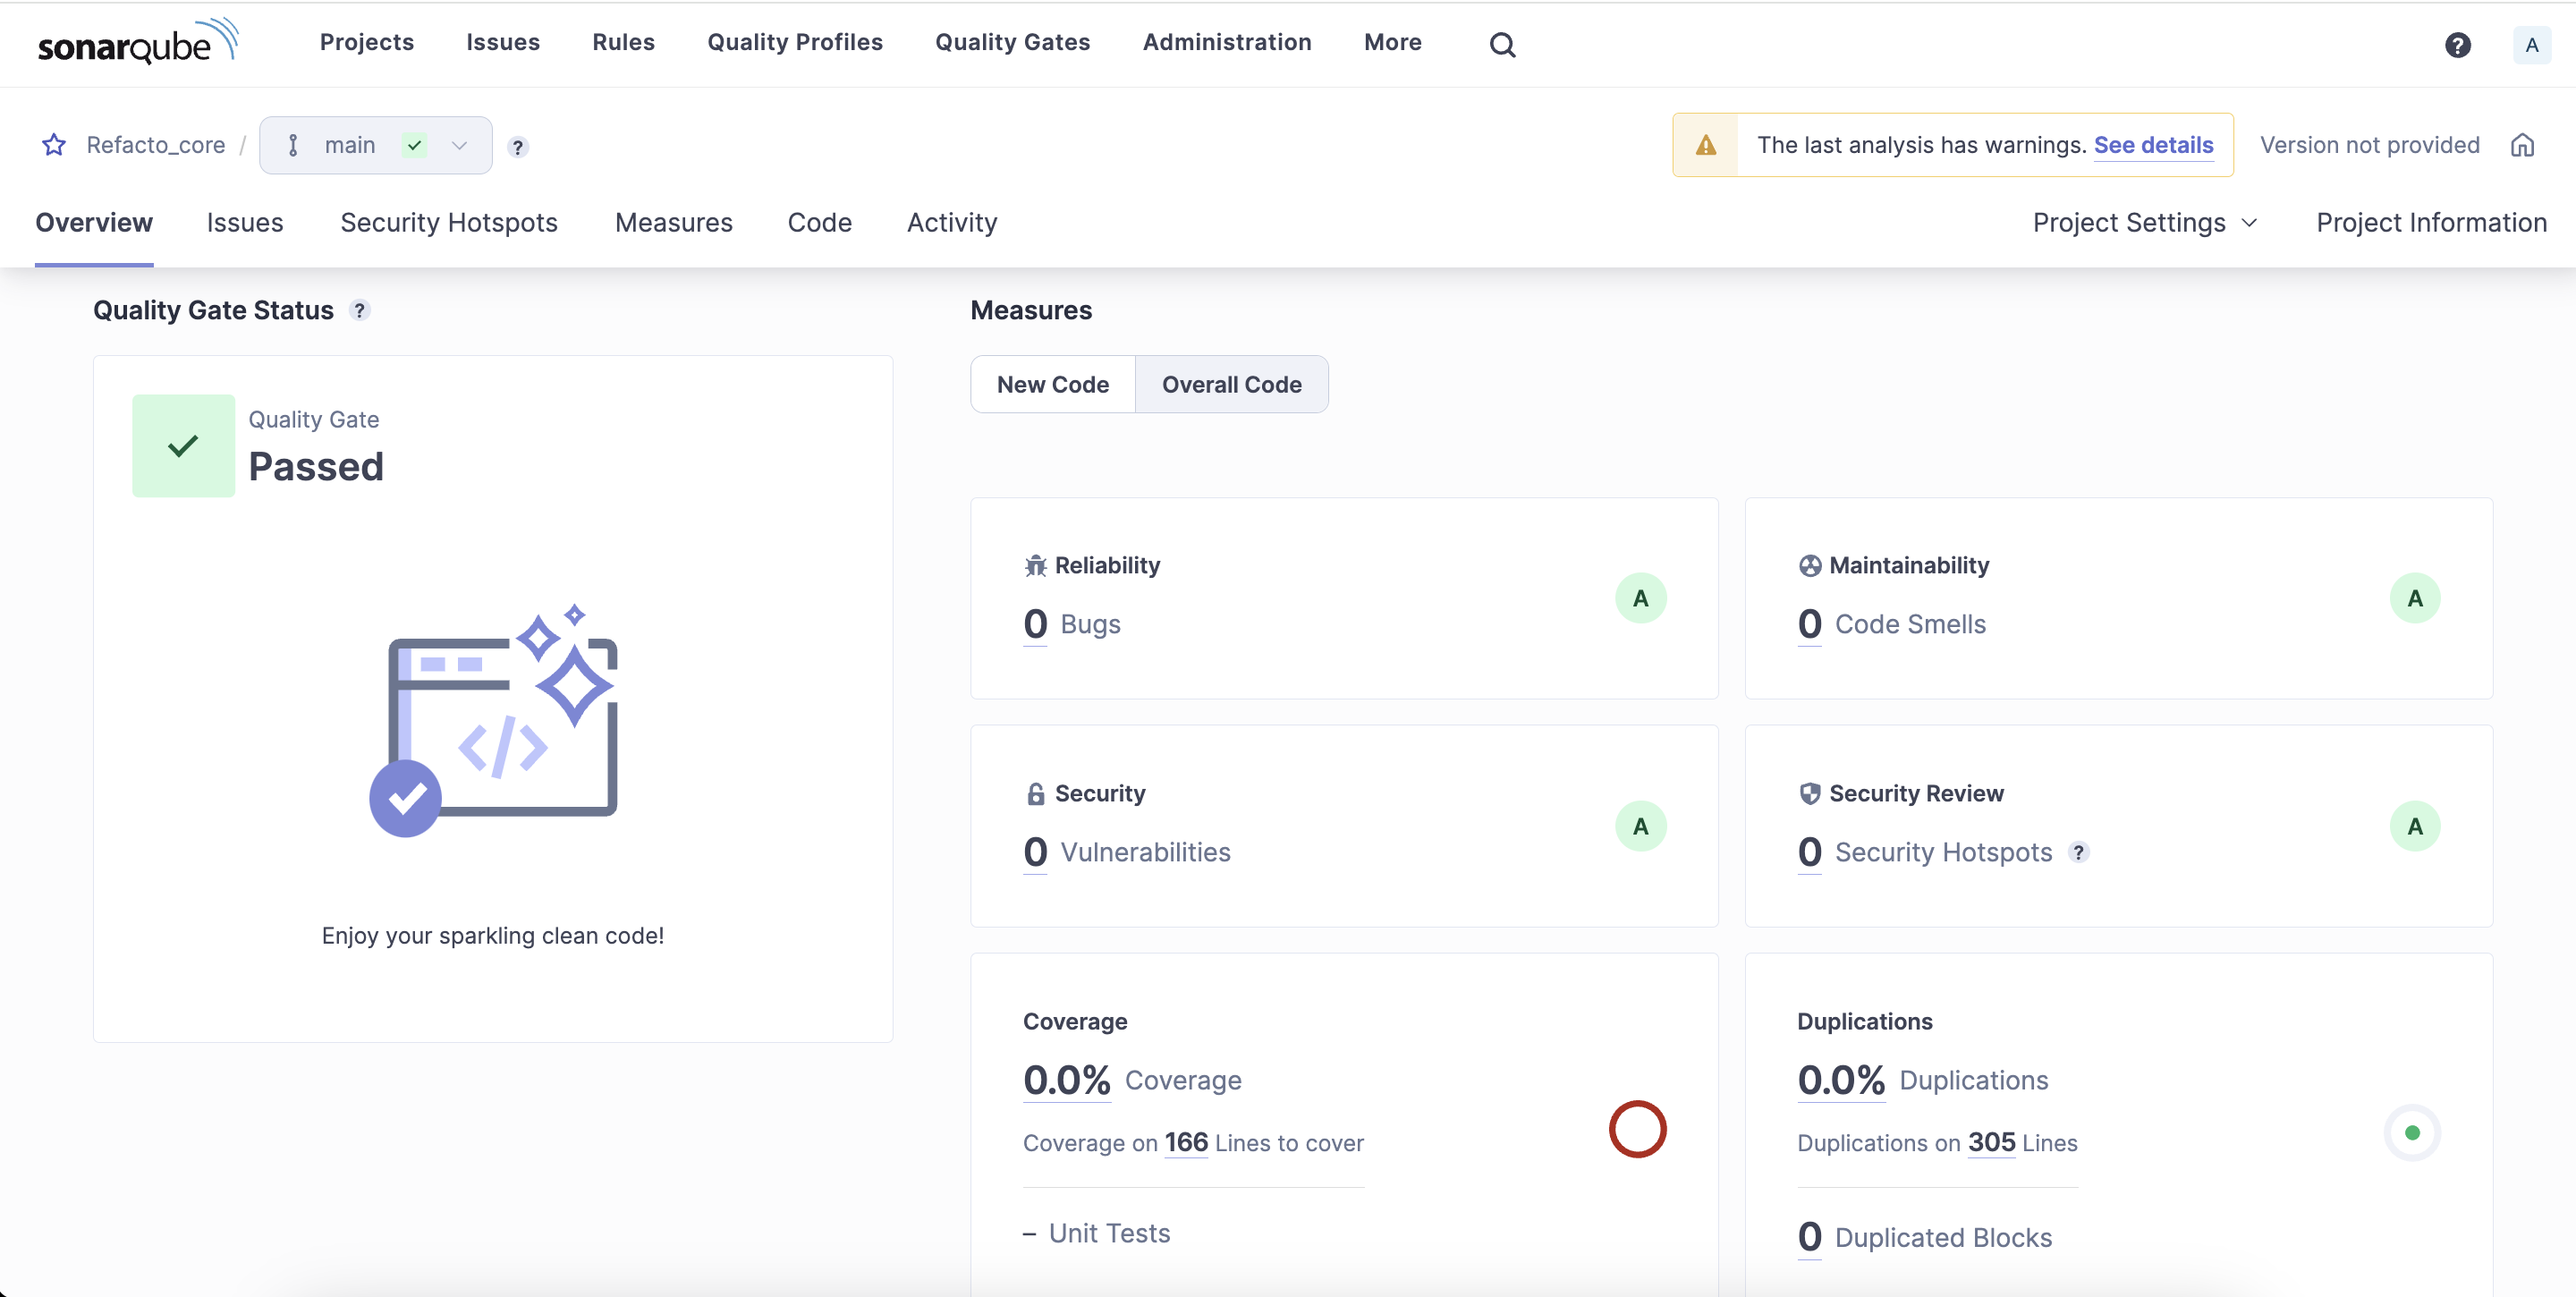 sonarqube Projects Issues Rules Quality Profiles Quality Gates Administration More ? A
Refacto_core / main ? The last analysis has warnings. See details Version not provided
Overview Issues Security Hotspots Measures Code Activity Project Settings Project Information
Quality Gate Status ?
Quality Gate
Passed
</>
Enjoy your sparkling clean code!
Measures
New Code Overall Code
Reliability
0 Bugs
A
Maintainability
0 Code Smells
A
Security
0 Vulnerabilities
A
Security Review
0 Security Hotspots ?
A
Coverage
0.0% Coverage
Coverage on 166 Lines to cover
– Unit Tests
Duplications
0.0% Duplications
Duplications on 305 Lines
0 Duplicated Blocks